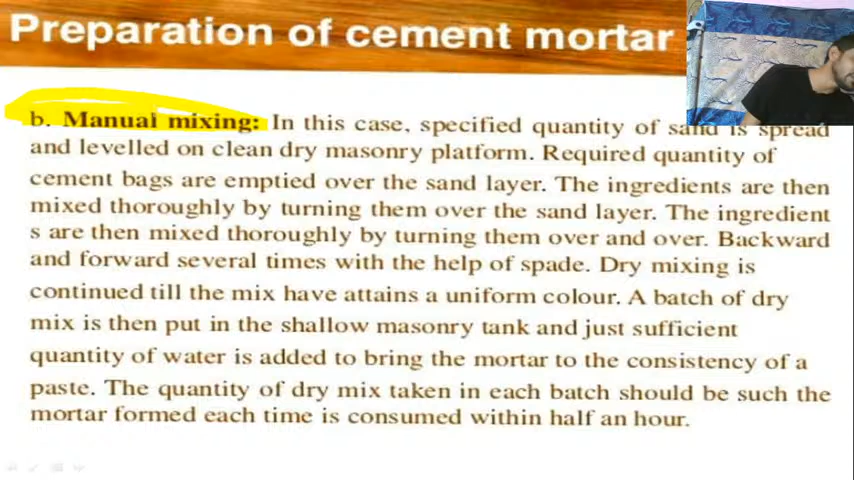 Preparation of cement mortar
b. Manual mixing: In this case, specified quantity of sand is spread
and levelled on clean dry masonry platform. Required quantity of
cement bags are emptied over the sand layer. The ingredients are then
mixed thoroughly by turning them over the sand layer. The ingredient
s are then mixed thoroughly by turning them over and over. Backward
and forward several times with the help of spade. Dry mixing is
continued till the mix have attains a uniform colour. A batch of dry
mix is then put in the shallow masonry tank and just sufficient
quantity of water is added to bring the mortar to the consistency of a
paste. The quantity of dry mix taken in each batch should be such the
mortar formed each time is consumed within half an hour.